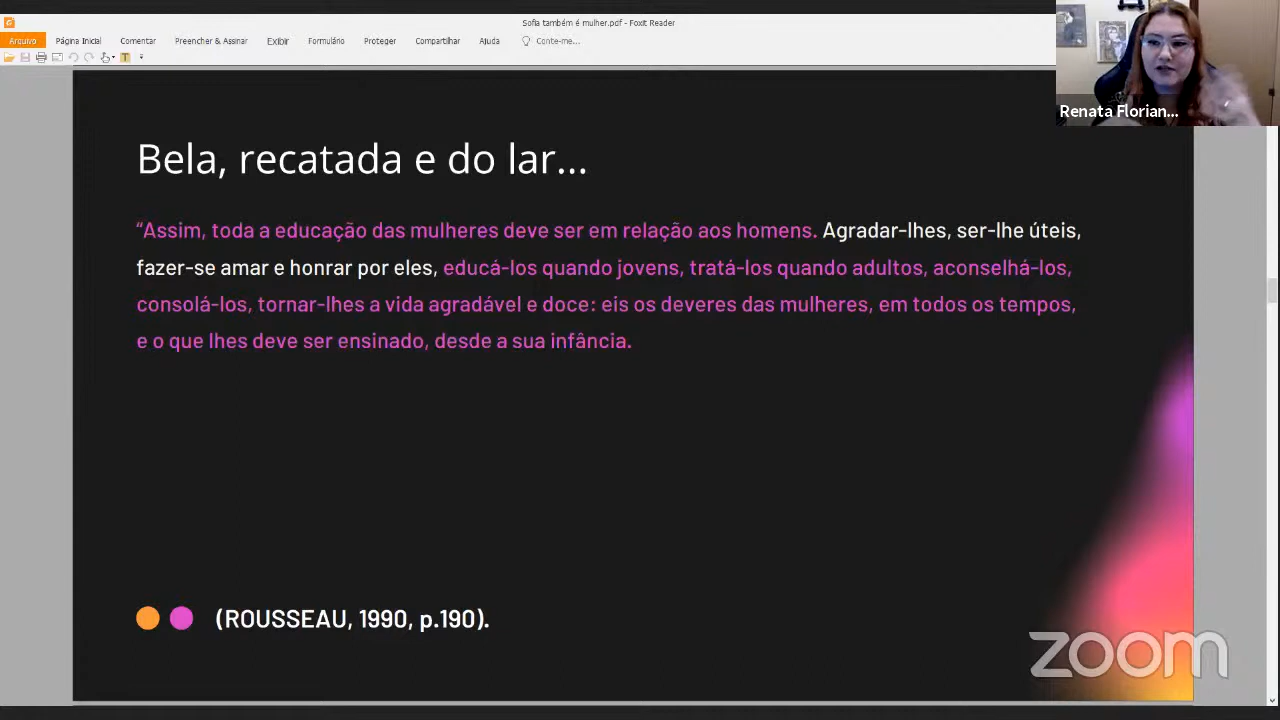 Sofia também é mulher.pdf - Foxit Reader
Arquivo Página Inicial Comentar Preencher & Assinar Exibir Formulário Proteger Compartilhar Ajuda Conte-me...
Renata Florian...
Bela, recatada e do lar...
“Assim, toda a educação das mulheres deve ser em relação aos homens. Agradar-lhes, ser-lhe úteis,
fazer-se amar e honrar por eles, educá-los quando jovens, tratá-los quando adultos, aconselhá-los,
consolá-los, tornar-lhes a vida agradável e doce: eis os deveres das mulheres, em todos os tempos,
e o que lhes deve ser ensinado, desde a sua infância.
(ROUSSEAU, 1990, p.190).
zoom